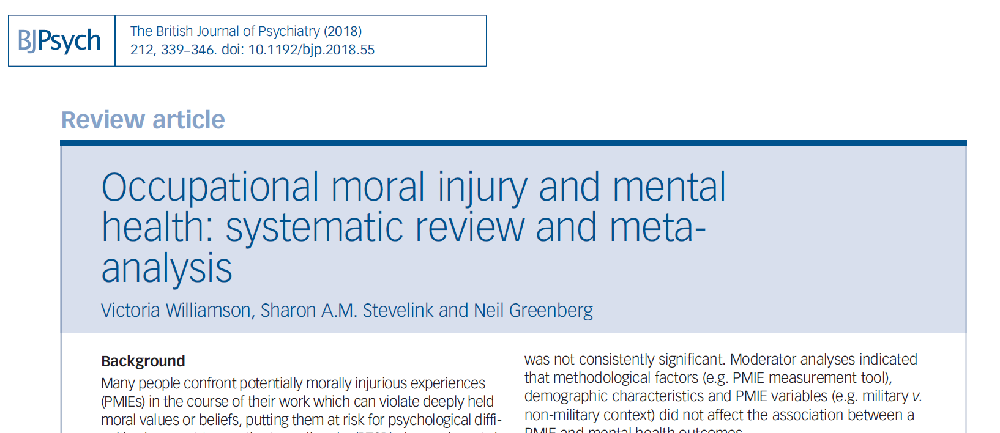 BJPsych
The British Journal of Psychiatry (2018)
212, 339–346. doi: 10.1192/bjp.2018.55
Review article
Occupational moral injury and mental
health: systematic review and meta-
analysis
Victoria Williamson, Sharon A.M. Stevelink and Neil Greenberg
Background
Many people confront potentially morally injurious experiences
(PMIEs) in the course of their work which can violate deeply held
moral values or beliefs, putting them at risk for psychological diffi-
was not consistently significant. Moderator analyses indicated
that methodological factors (e.g. PMIE measurement tool),
demographic characteristics and PMIE variables (e.g. military v.
non-military context) did not affect the association between a
PMIE and mental health outcomes.